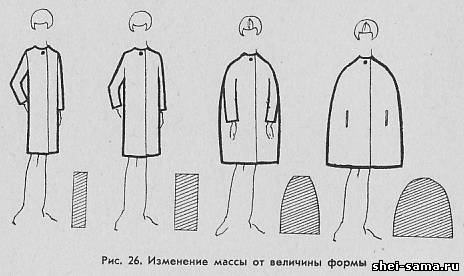 Рис. 26. Изменение массы от величины формы
shei-sama.ru